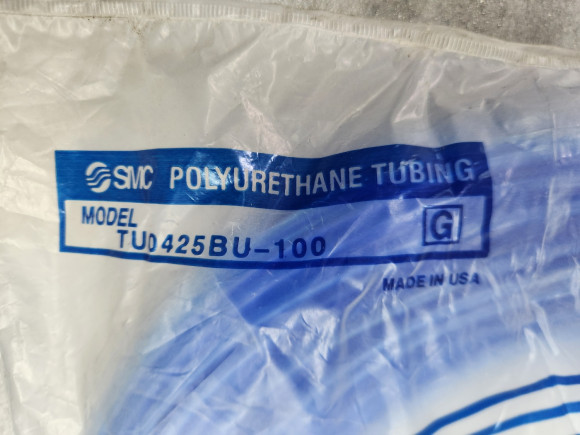 SMC POLYURETHANE TUBING
MODEL
TU0425BU-100
G
MADE IN USA